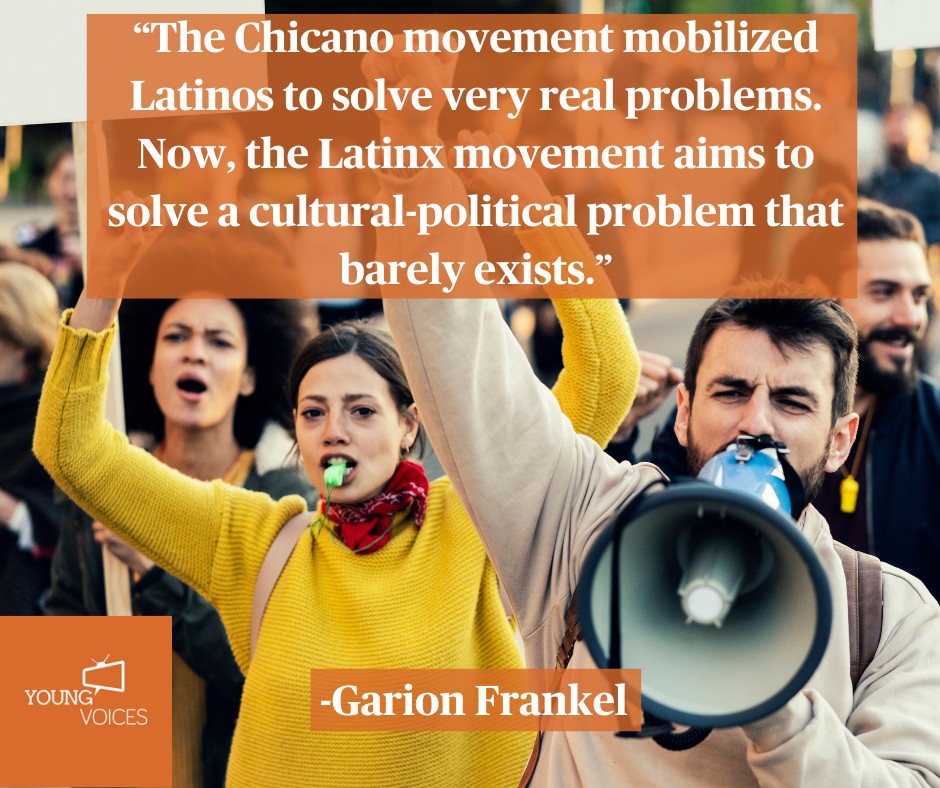 “The Chicano movement mobilized
Latinos to solve very real problems.
Now, the Latinx movement aims to
solve a cultural-political problem that
barely exists.”
-Garion Frankel
YOUNG
VOICES